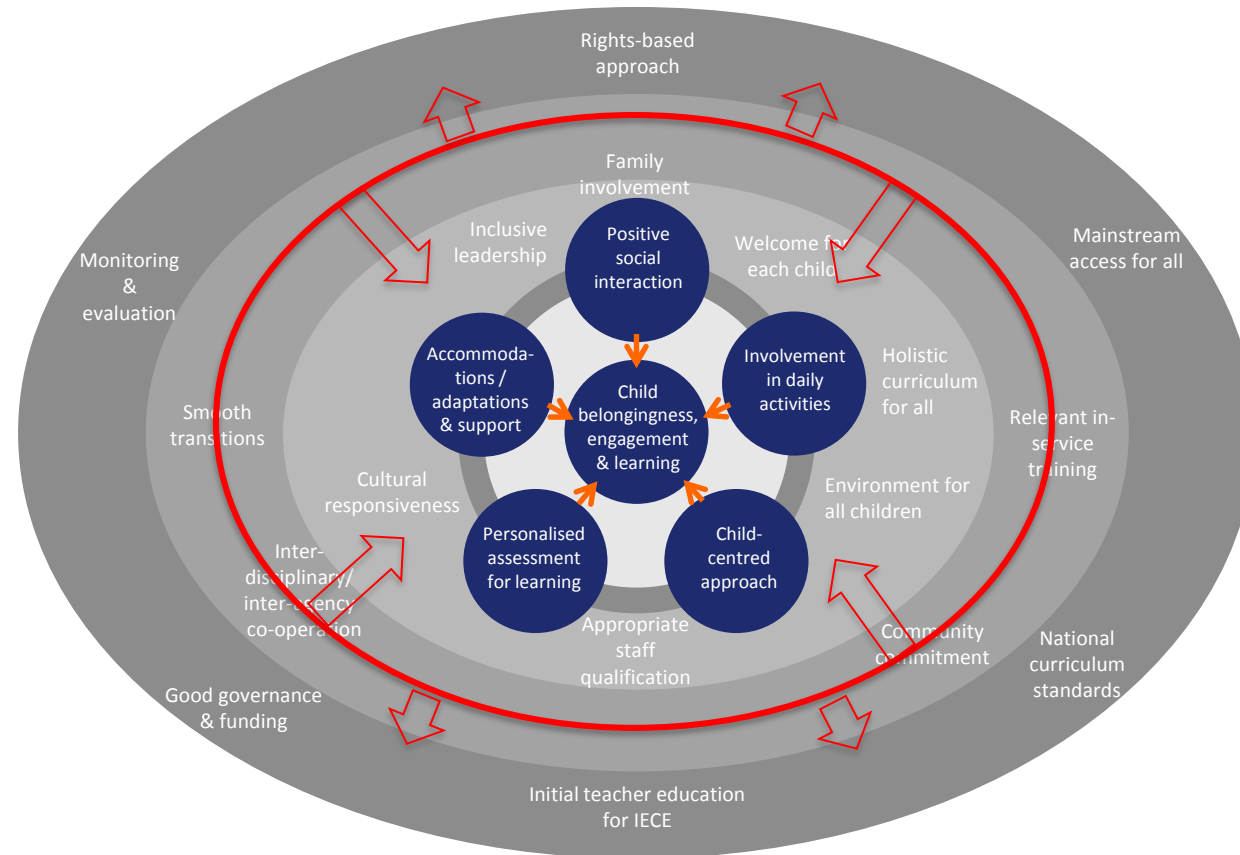 Rights-based
approach
Family
involvement
Inclusive
leadership
Positive
social
interaction
Welcome for
each child
Monitoring
&
evaluation
Mainstream
access for all
Accommoda-
tions /
adaptations
& support
Child
belongingness,
engagement
& learning
Involvement
in daily
activities
Holistic
curriculum
for all
Smooth
transitions
Relevant in-
service
training
Cultural
responsiveness
Environment for
all children
Personalised
assessment
for learning
Child-
centred
approach
Inter-
disciplinary/
inter-agency
co-operation
Appropriate
staff
qualification
Community
commitment
National
curriculum
standards
Good governance
& funding
Initial teacher education
for IECE